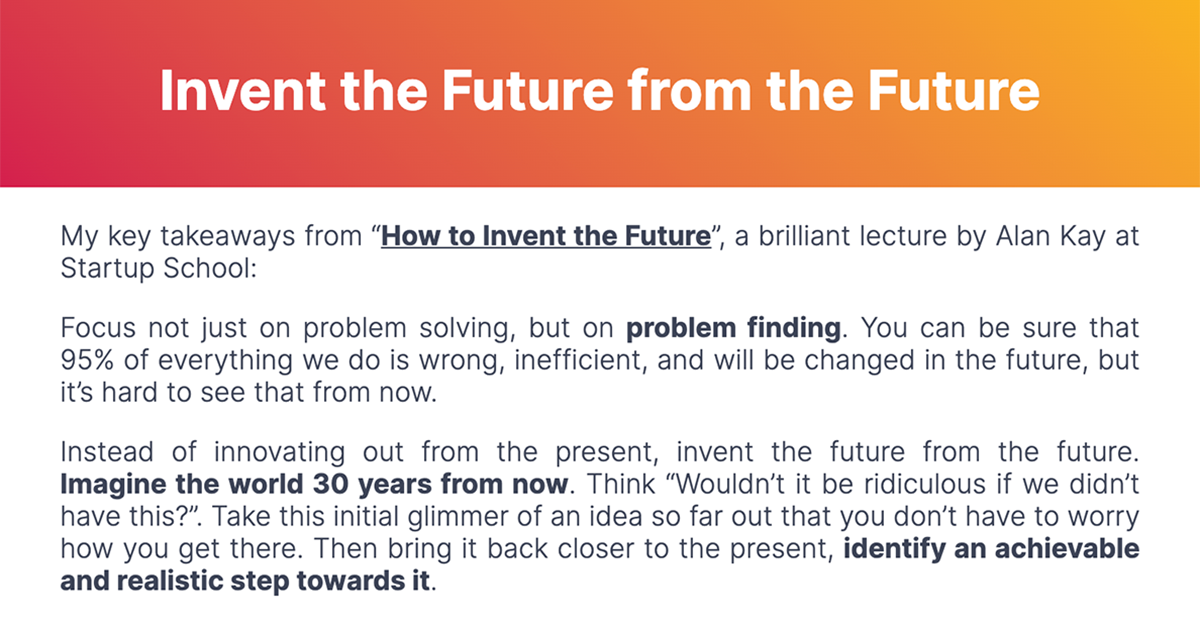 Invent the Future from the Future
My key takeaways from “How to Invent the Future”, a brilliant lecture by Alan Kay at
Startup School:
Focus not just on problem solving, but on problem finding. You can be sure that
95% of everything we do is wrong, inefficient, and will be changed in the future, but
it’s hard to see that from now.
Instead of innovating out from the present, invent the future from the future.
Imagine the world 30 years from now. Think “Wouldn’t it be ridiculous if we didn’t
have this?”. Take this initial glimmer of an idea so far out that you don’t have to worry
how you get there. Then bring it back closer to the present, identify an achievable
and realistic step towards it.